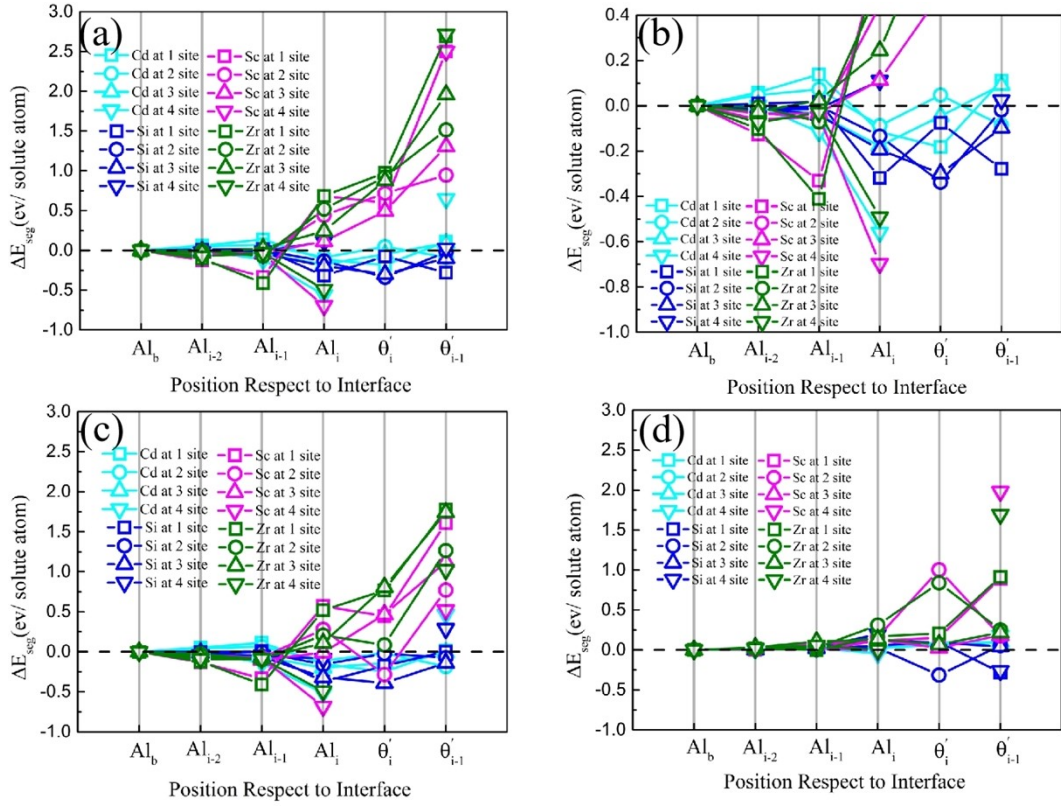 (a)
3.0
2.5
2.0
1.5
1.0
0.5
0.0
-0.5
-1.0
ΔE_seg(ev/ solute atom)
Cd at 1 site
Cd at 2 site
Cd at 3 site
Cd at 4 site
Si at 1 site
Si at 2 site
Si at 3 site
Si at 4 site
Sc at 1 site
Sc at 2 site
Sc at 3 site
Sc at 4 site
Zr at 1 site
Zr at 2 site
Zr at 3 site
Zr at 4 site
Al_b Al_i-2 Al_i-1 Al_i θ'_i θ'_i-1
Position Respect to Interface
(b)
0.4
0.2
0.0
-0.2
-0.4
-0.6
-0.8
-1.0
ΔE_seg(ev/ solute atom)
Cd at 1 site
Cd at 2 site
Cd at 3 site
Cd at 4 site
Si at 1 site
Si at 2 site
Si at 3 site
Si at 4 site
Sc at 1 site
Sc at 2 site
Sc at 3 site
Sc at 4 site
Zr at 1 site
Zr at 2 site
Zr at 3 site
Zr at 4 site
Al_b Al_i-2 Al_i-1 Al_i θ'_i θ'_i-1
Position Respect to Interface
(c)
3.0
2.5
2.0
1.5
1.0
0.5
0.0
-0.5
-1.0
ΔE_seg(ev/ solute atom)
Cd at 1 site
Cd at 2 site
Cd at 3 site
Cd at 4 site
Si at 1 site
Si at 2 site
Si at 3 site
Si at 4 site
Sc at 1 site
Sc at 2 site
Sc at 3 site
Sc at 4 site
Zr at 1 site
Zr at 2 site
Zr at 3 site
Zr at 4 site
Al_b Al_i-2 Al_i-1 Al_i θ'_i θ'_i-1
Position Respect to Interface
(d)
3.0
2.5
2.0
1.5
1.0
0.5
0.0
-0.5
-1.0
ΔE_seg(ev/ solute atom)
Cd at 1 site
Cd at 2 site
Cd at 3 site
Cd at 4 site
Si at 1 site
Si at 2 site
Si at 3 site
Si at 4 site
Sc at 1 site
Sc at 2 site
Sc at 3 site
Sc at 4 site
Zr at 1 site
Zr at 2 site
Zr at 3 site
Zr at 4 site
Al_b Al_i-2 Al_i-1 Al_i θ'_i θ'_i-1
Position Respect to Interface